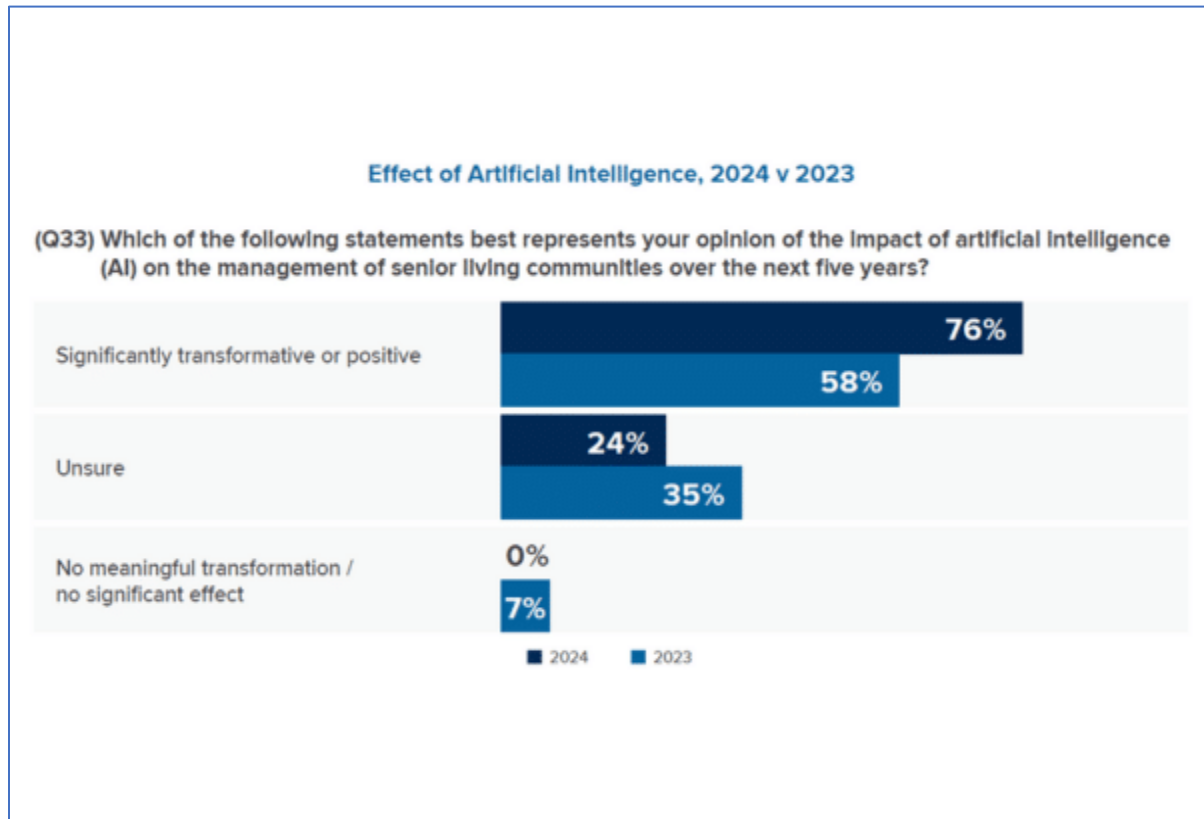 Effect of Artificial Intelligence, 2024 v 2023
(Q33) Which of the following statements best represents your opinion of the impact of artificial intelligence
(AI) on the management of senior living communities over the next five years?
Significantly transformative or positive
76%
58%
Unsure
24%
35%
No meaningful transformation /
no significant effect
0%
7%
2024 2023